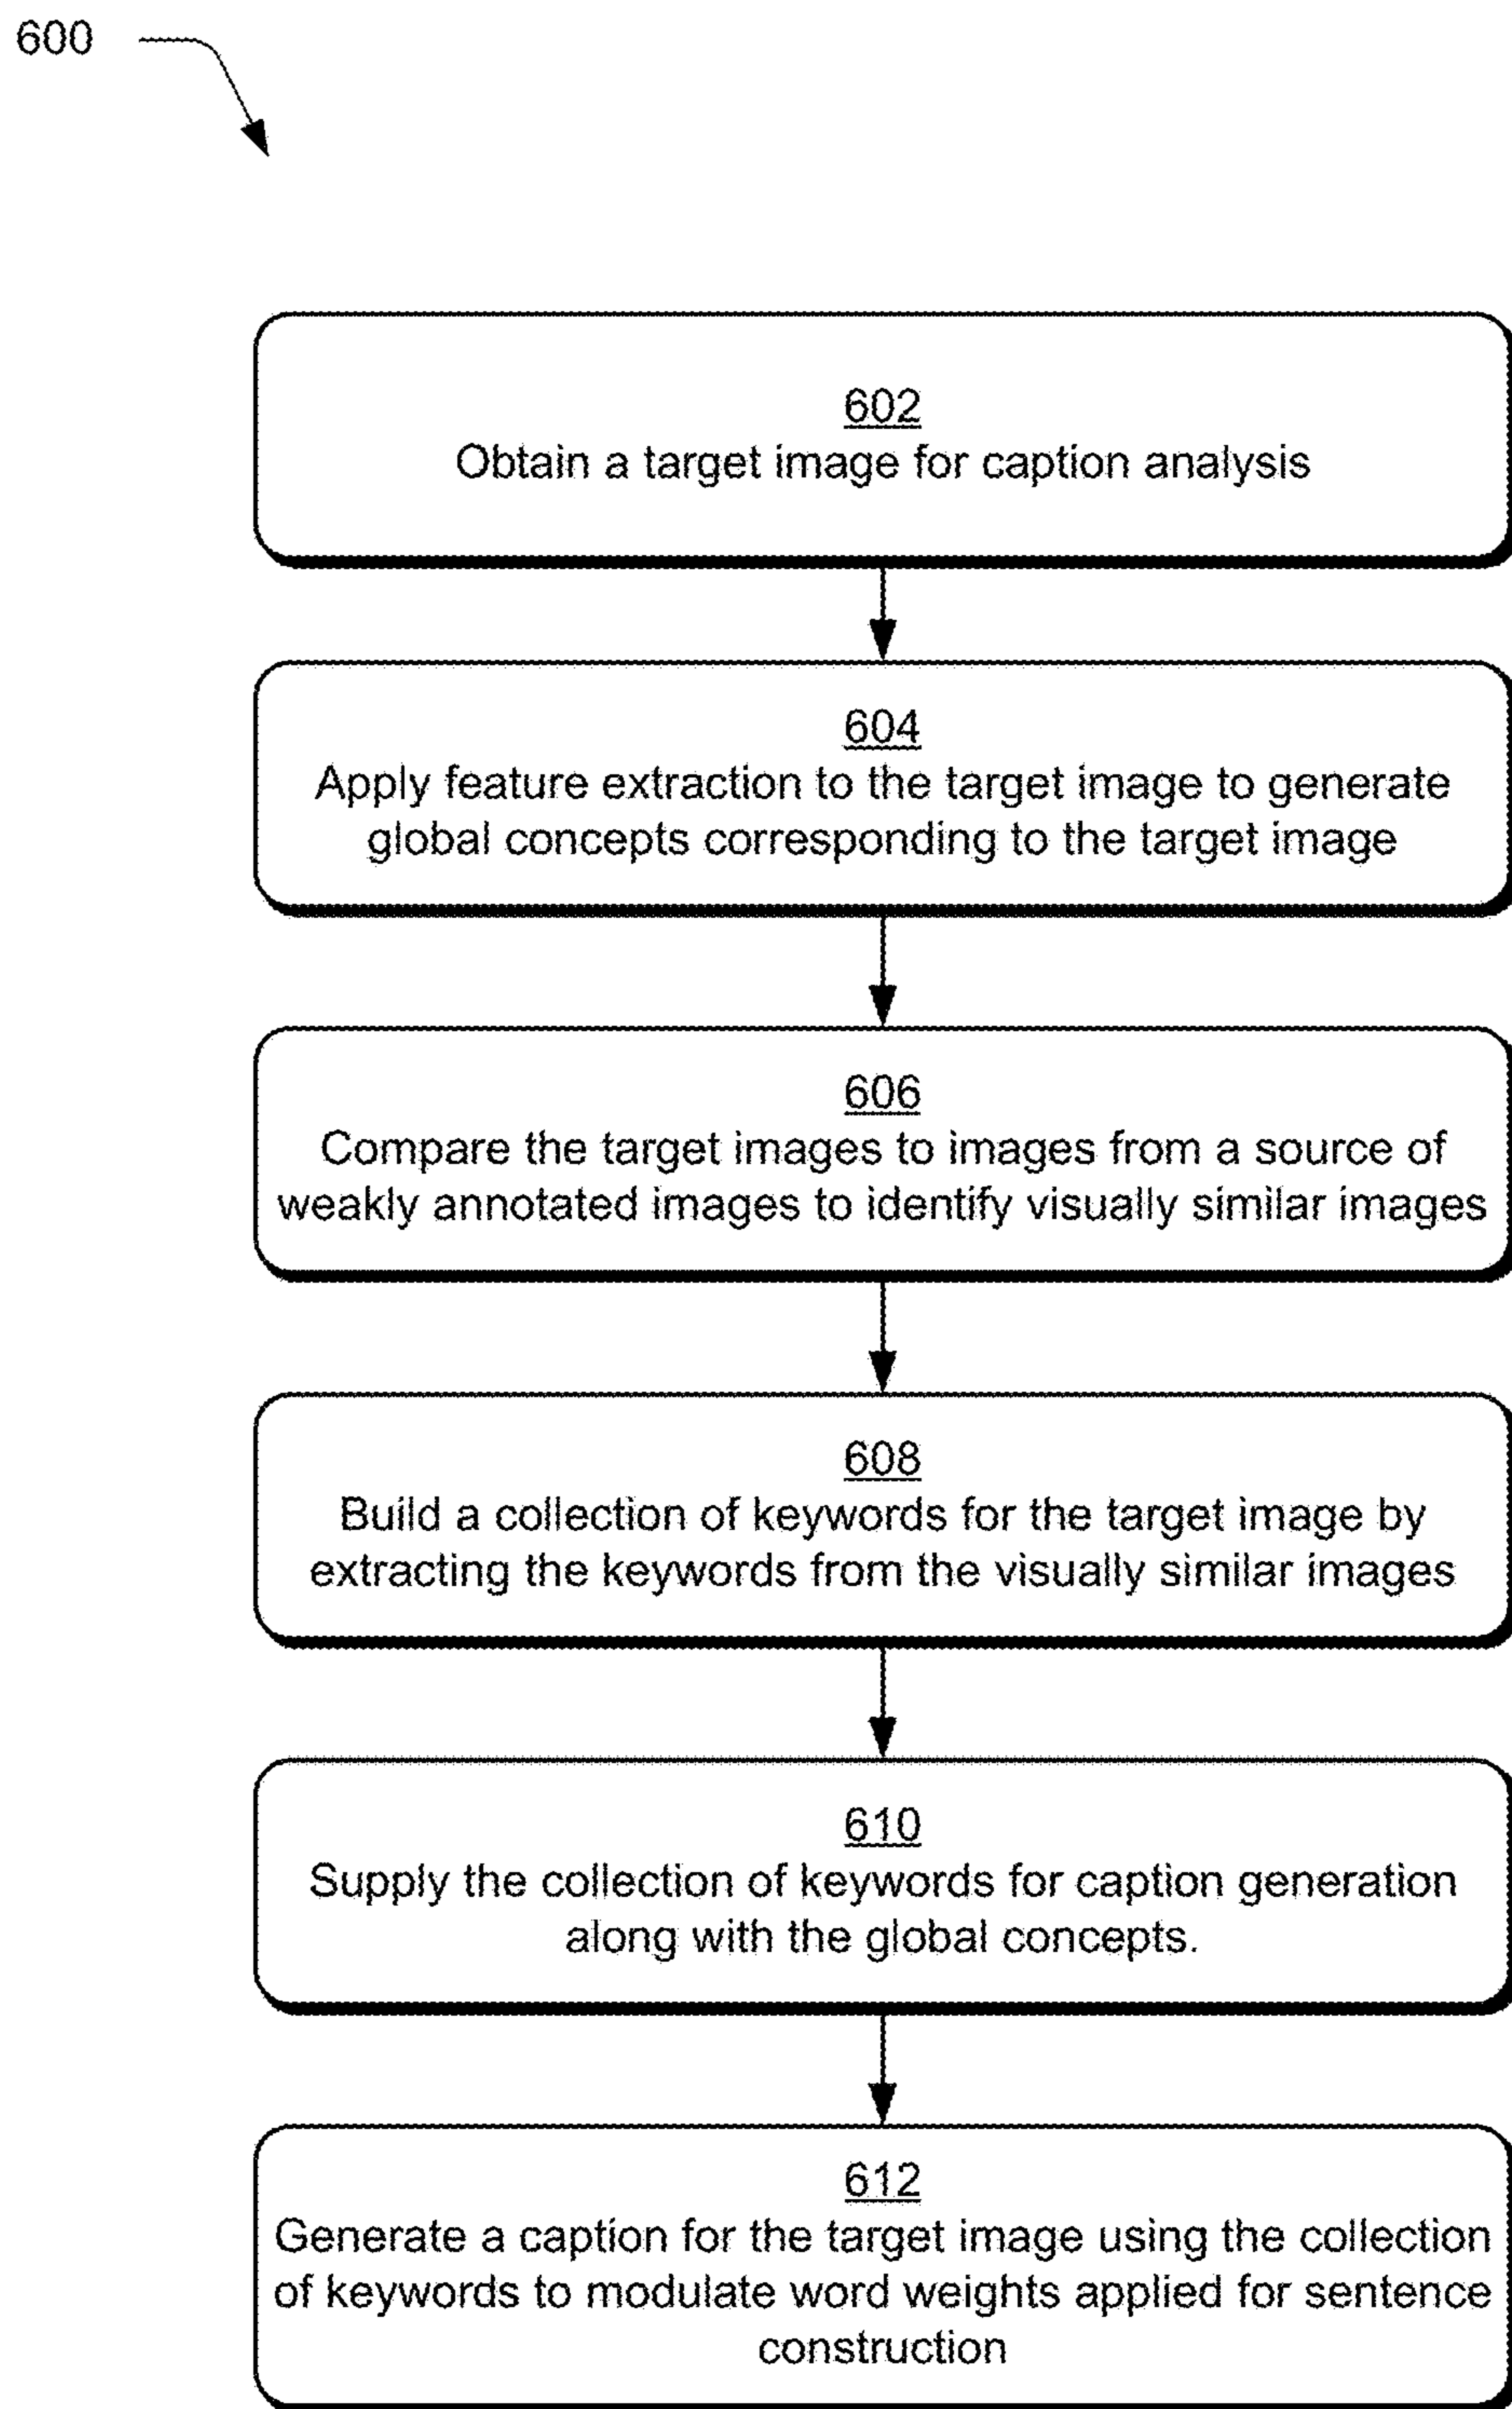 600
602
Obtain a target image for caption analysis
604
Apply feature extraction to the target image to generate
global concepts corresponding to the target image
606
Compare the target images to images from a source of
weakly annotated images to identify visually similar images
608
Build a collection of keywords for the target image by
extracting the keywords from the visually similar images
610
Supply the collection of keywords for caption generation
along with the global concepts.
612
Generate a caption for the target image using the collection
of keywords to modulate word weights applied for sentence
construction